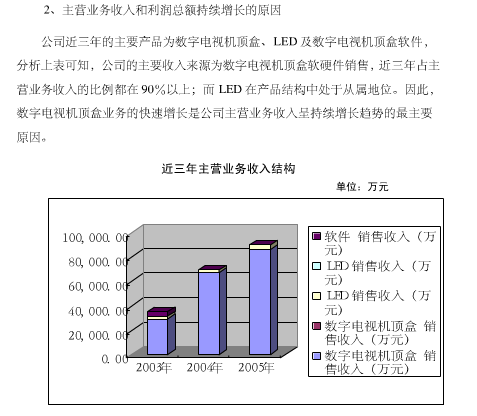 2、主营业务收入和利润总额持续增长的原因
公司近三年的主要产品为数字电视机顶盒、LED 及数字电视机顶盒软件，
分析上表可知，公司的主要收入来源为数字电视机顶盒软硬件销售，近三年占主
营业务收入的比例都在 90%以上；而 LED 在产品结构中处于从属地位。因此，
数字电视机顶盒业务的快速增长是公司主营业务收入呈持续增长趋势的最主要
原因。
近三年主营业务收入结构
单位：万元
100,000.00
80,000.00
60,000.00
40,000.00
20,000.00
0.00
2003年 2004年 2005年
软件 销售收入（万
元）
LED销售收入（万
元）
LED销售收入（万
元）
数字电视机顶盒 销
售收入（万元）
数字电视机顶盒 销
售收入（万元）